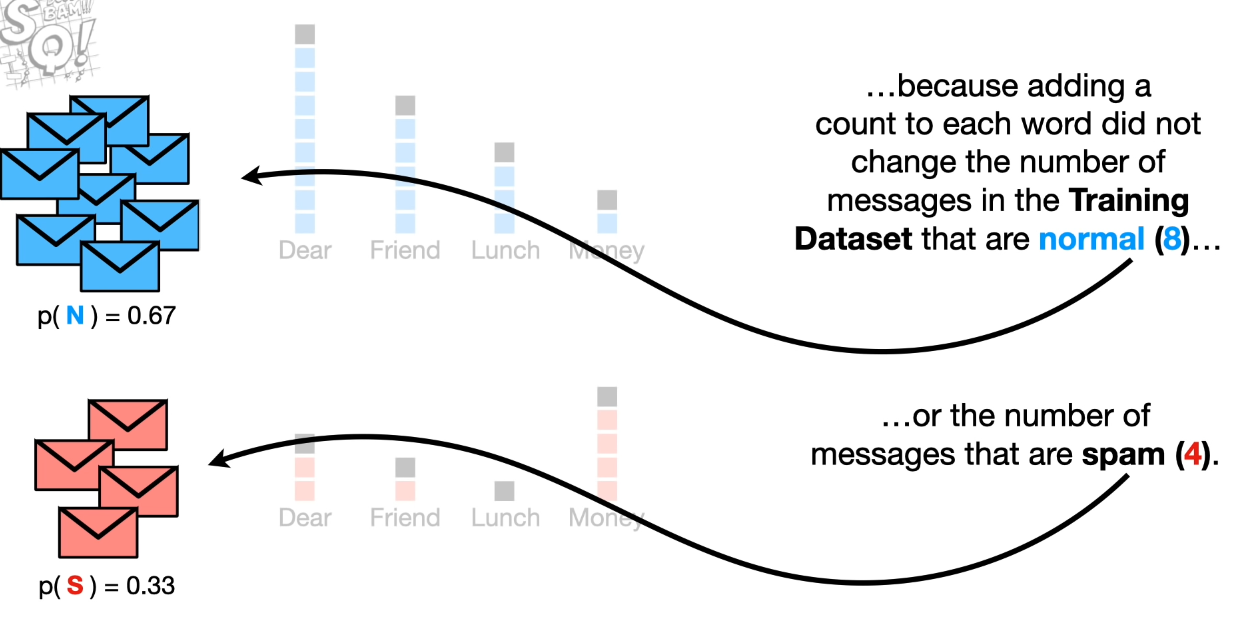 BAM!!
SQ!
…because adding a
count to each word did not
change the number of
messages in the Training
Dataset that are normal (8)…
Dear Friend Lunch Money
p( N ) = 0.67
…or the number of
messages that are spam (4).
Dear Friend Lunch Money
p( S ) = 0.33